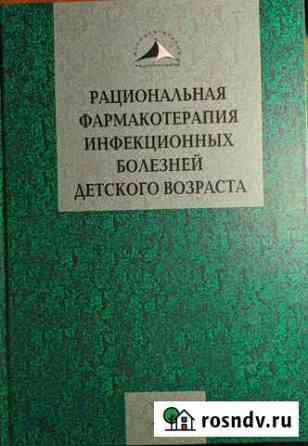 РАЦИОНАЛЬНАЯ
ФАРМАКОТЕРАПИЯ
ИНФЕКЦИОННЫХ
БОЛЕЗНЕЙ
ДЕТСКОГО ВОЗРАСТА
rosndv.ru